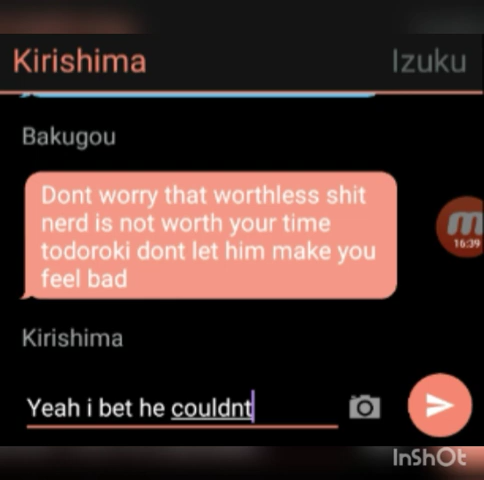 Kirishima Izuku
Bakugou
Dont worry that worthless shit
nerd is not worth your time
todoroki dont let him make you
feel bad
16:39
Kirishima
Yeah i bet he couldnt
InShOt